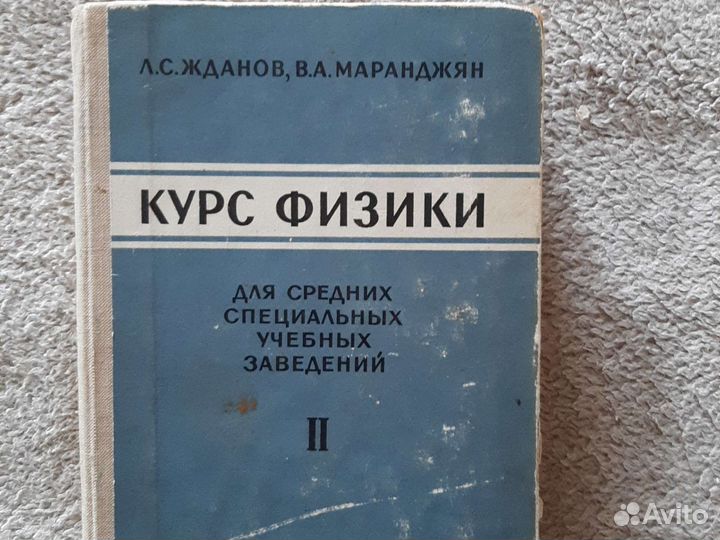 Л.С.ЖДАНОВ, В.А.МАРАНДЖЯН
КУРС ФИЗИКИ
ДЛЯ СРЕДНИХ
СПЕЦИАЛЬНЫХ
УЧЕБНЫХ
ЗАВЕДЕНИЙ
II
Avito